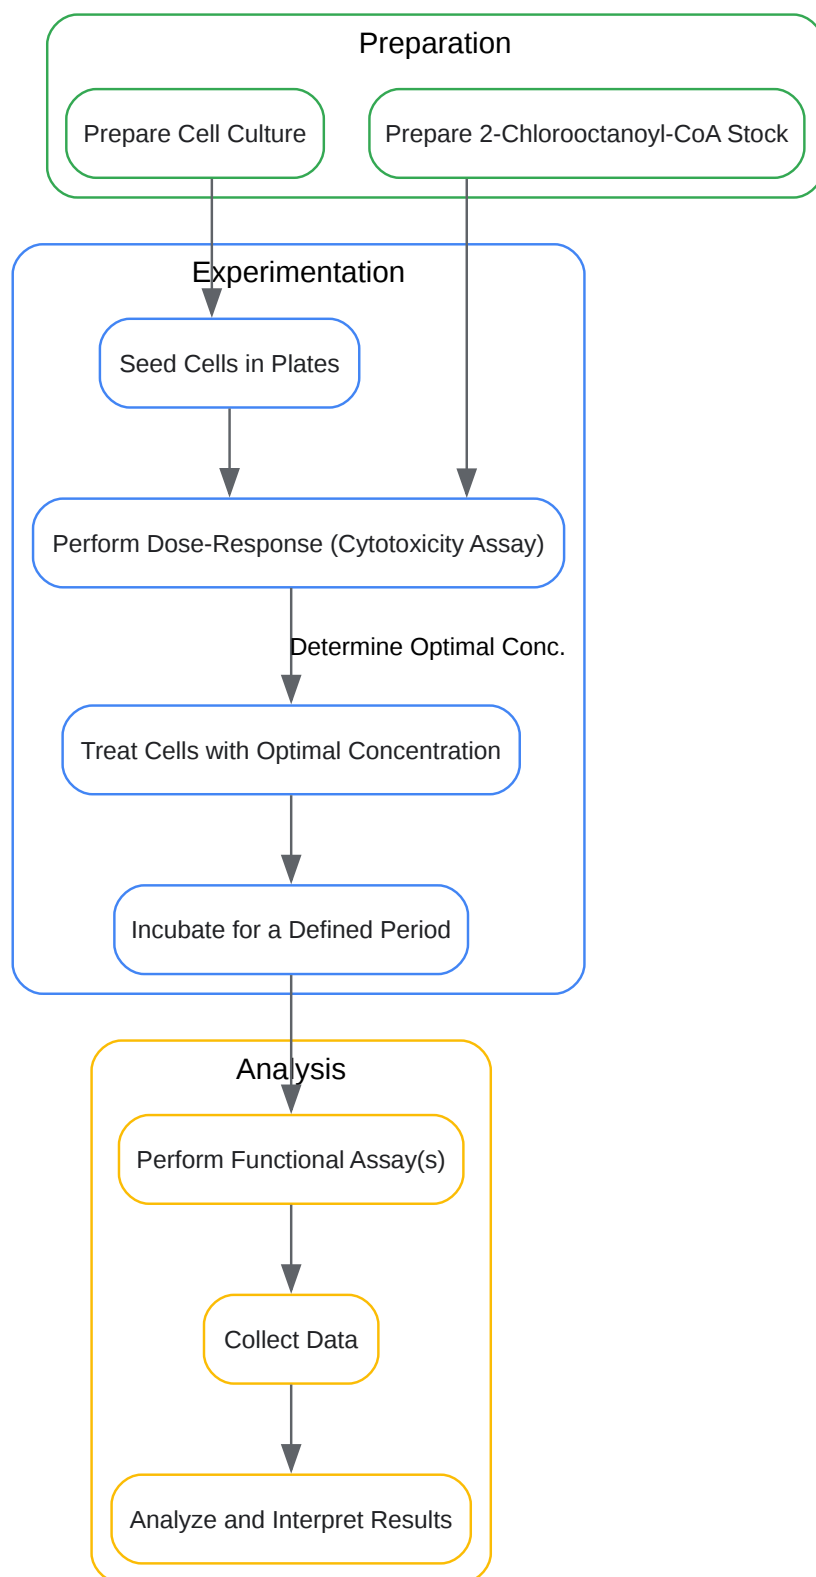 Preparation
Prepare Cell Culture
Prepare 2-Chlorooctanoyl-CoA Stock
Experimentation
Seed Cells in Plates
Perform Dose-Response (Cytotoxicity Assay)
Determine Optimal Conc.
Treat Cells with Optimal Concentration
Incubate for a Defined Period
Analysis
Perform Functional Assay(s)
Collect Data
Analyze and Interpret Results